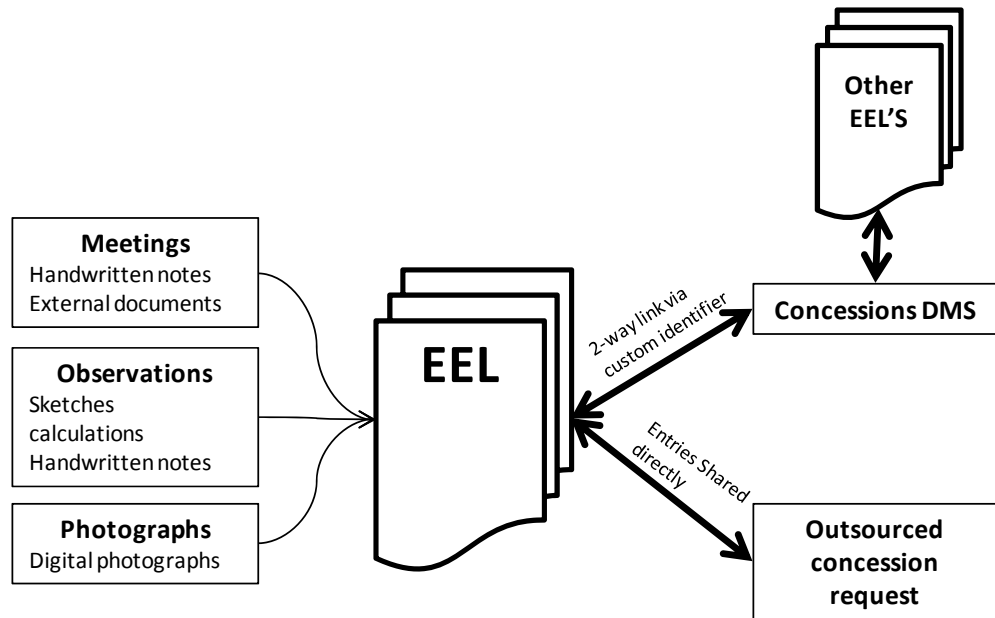 Other
EEL'S
Meetings
Handwritten notes
External documents
Observations
Sketches
calculations
Handwritten notes
Photographs
Digital photographs
EEL
2-way link via
custom identifier
Concessions DMS
Entries Shared
directly
Outsourced
concession
request